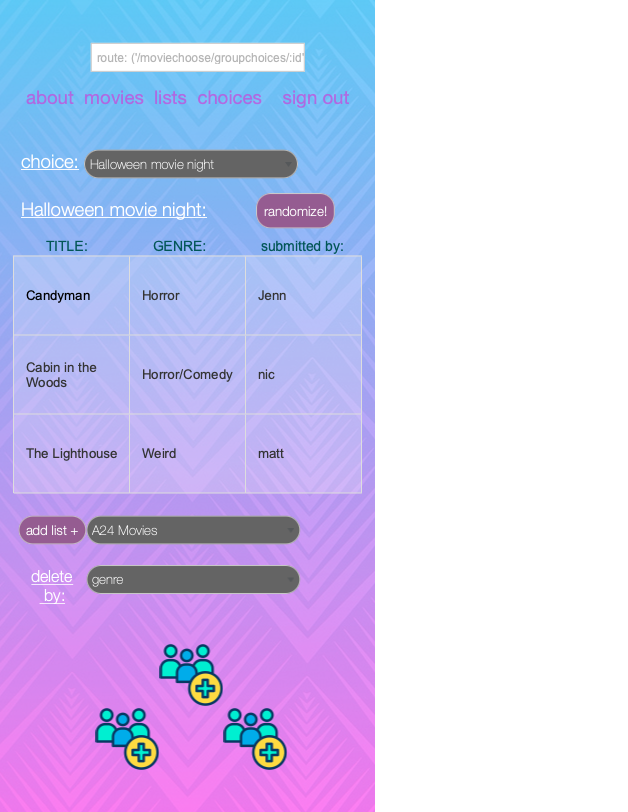 route: ('/moviechoose/groupchoices/:id'
about movies lists choices sign out
choice: Halloween movie night
Halloween movie night: randomize!
TITLE: GENRE: submitted by:
Candyman Horror Jenn
Cabin in the Woods Horror/Comedy nic
The Lighthouse Weird matt
add list + A24 Movies
delete by: genre